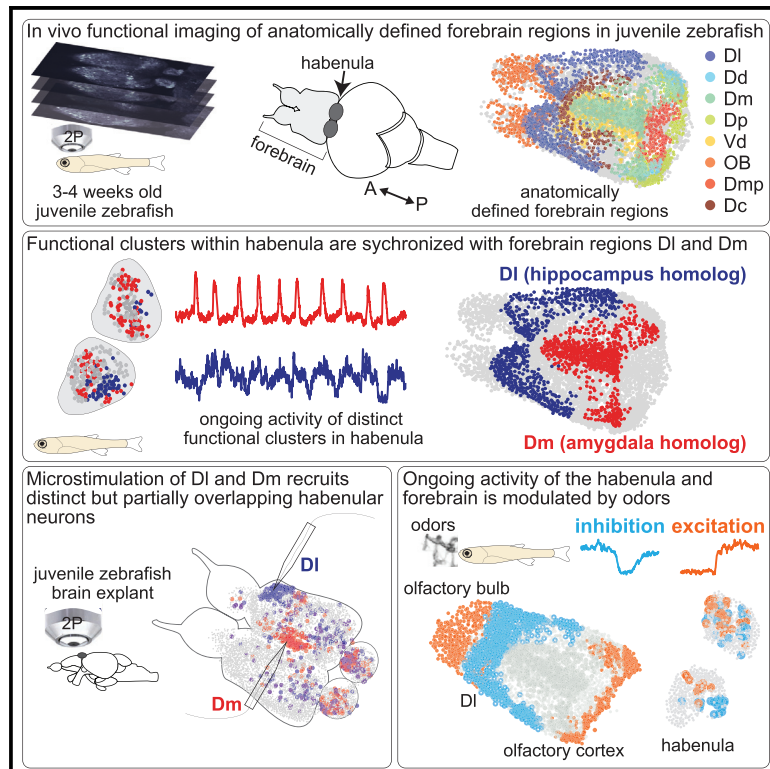 In vivo functional imaging of anatomically defined forebrain regions in juvenile zebrafish
habenula
2P
forebrain
3-4 weeks old
juvenile zebrafish
A
P
anatomically
defined forebrain regions
Dl
Dd
Dm
Dp
Vd
OB
Dmp
Dc
Functional clusters within habenula are sychronized with forebrain regions Dl and Dm
ongoing activity of distinct
functional clusters in habenula
Dl (hippocampus homolog)
Dm (amygdala homolog)
Microstimulation of Dl and Dm recruits
distinct but partially overlapping habenular
neurons
juvenile zebrafish
brain explant
2P
Dl
Dm
Ongoing activity of the habenula and
forebrain is modulated by odors
odors
inhibition
excitation
olfactory bulb
Dl
olfactory cortex
habenula